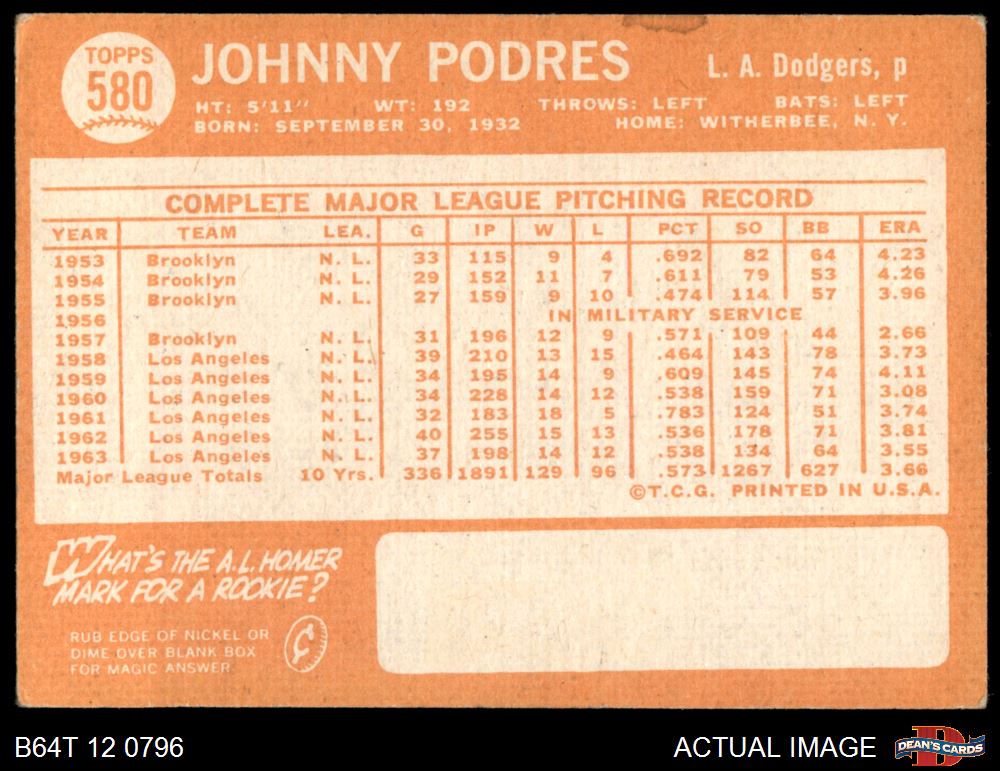 TOPPS
580
JOHNNY PODRES
L. A. Dodgers, p
HT: 5'11" WT: 192 THROWS: LEFT BATS: LEFT
BORN: SEPTEMBER 30, 1932 HOME: WITHERBEE, N. Y.
COMPLETE MAJOR LEAGUE PITCHING RECORD
YEAR TEAM LEA. G IP W L PCT SO BB ERA
1953 Brooklyn N. L. 33 115 9 4 .692 82 64 4.23
1954 Brooklyn N. L. 29 152 11 7 .611 79 53 4.26
1955 Brooklyn N. L. 27 159 9 10 .474 114 57 3.96
1956 IN MILITARY SERVICE
1957 Brooklyn N. L. 31 196 12 9 .571 109 44 2.66
1958 Los Angeles N. L. 39 210 13 15 .464 143 78 3.73
1959 Los Angeles N. L. 34 195 14 9 .609 145 74 4.11
1960 Los Angeles N. L. 34 228 14 12 .538 159 71 3.08
1961 Los Angeles N. L. 32 183 18 5 .783 124 51 3.74
1962 Los Angeles N. L. 40 255 15 13 .536 178 71 3.81
1963 Los Angeles N. L. 37 198 14 12 .538 134 64 3.55
Major League Totals 10 Yrs. 336 1891 129 96 .573 1267 627 3.66
©T.C.G. PRINTED IN U.S.A.
WHAT'S THE A.L. HOMER
MARK FOR A ROOKIE?
RUB EDGE OF NICKEL OR
DIME OVER BLANK BOX
FOR MAGIC ANSWER
B64T 12 0796
ACTUAL IMAGE
DEAN'S CARDS